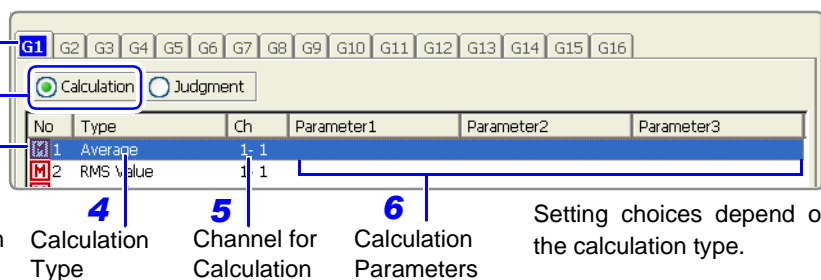 G1 G2 G3 G4 G5 G6 G7 G8 G9 G10 G11 G12 G13 G14 G15 G16
Calculation Judgment
No Type Ch Parameter1 Parameter2 Parameter3
M 1 Average 1- 1
M 2 RMS Value 1- 1
4 Calculation Type
5 Channel for Calculation
6 Calculation Parameters
Setting choices depend o
the calculation type.